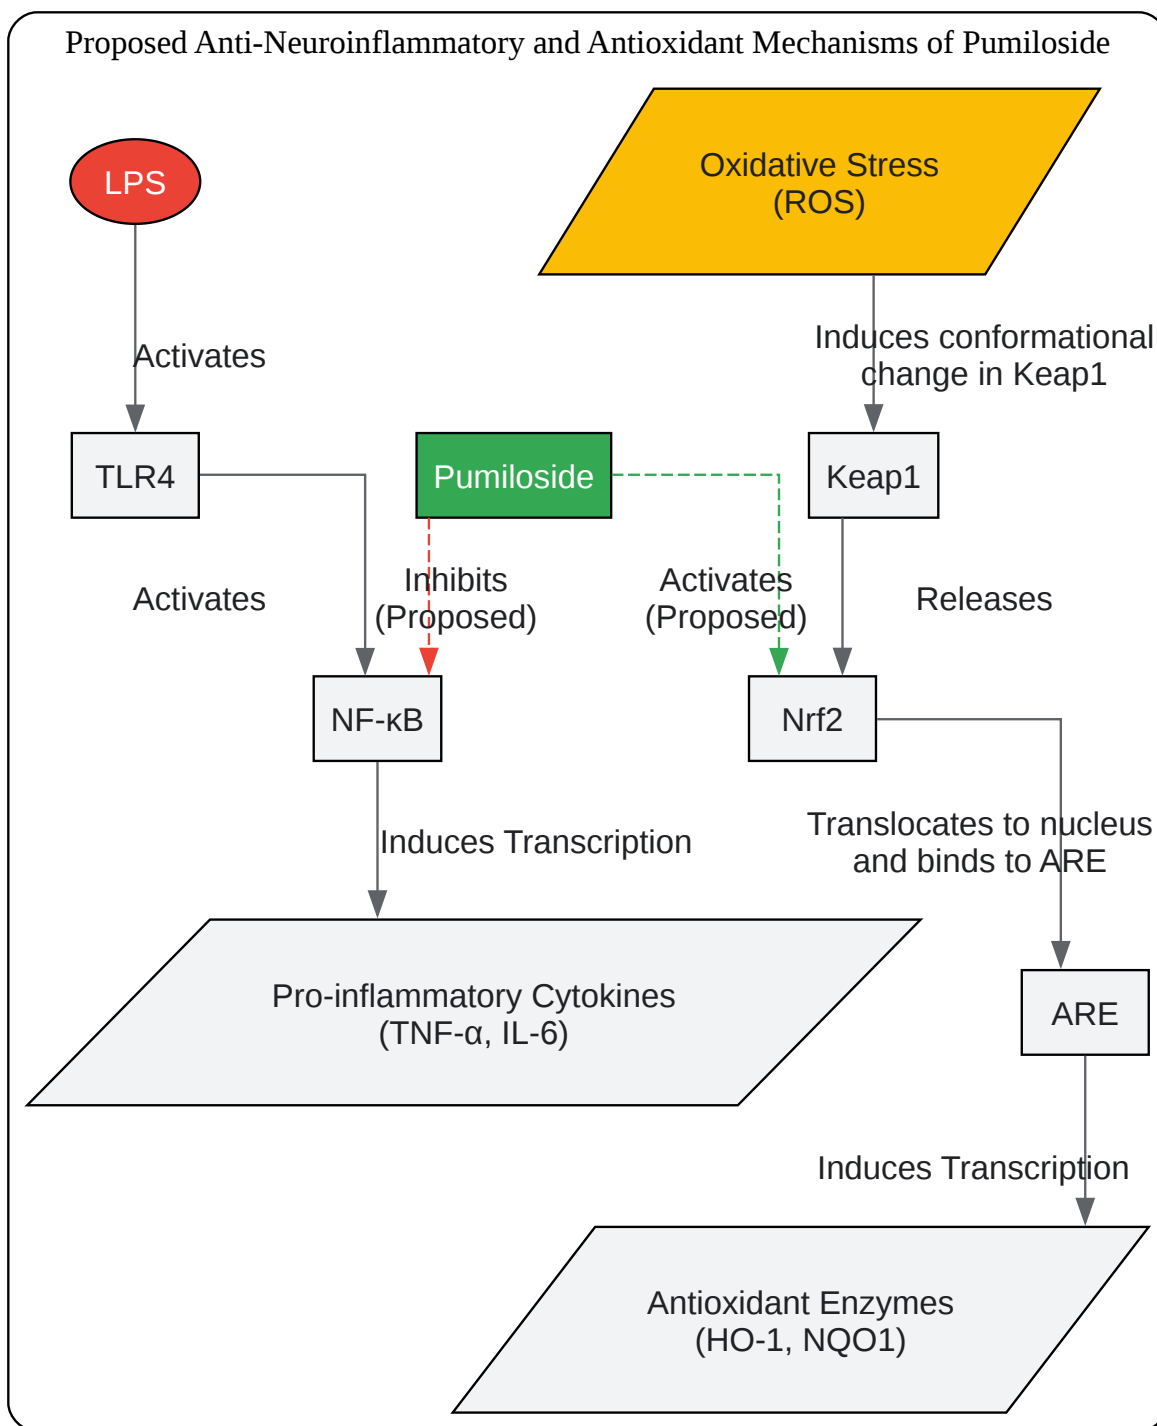 Proposed Anti-Neuroinflammatory and Antioxidant Mechanisms of Pumiloside
LPS
Oxidative Stress
(ROS)
Activates
Induces conformational
change in Keap1
TLR4
Pumiloside
Keap1
Activates
Inhibits
(Proposed)
Activates
(Proposed)
Releases
NF-κB
Nrf2
Induces Transcription
Translocates to nucleus
and binds to ARE
Pro-inflammatory Cytokines
(TNF-α, IL-6)
ARE
Induces Transcription
Antioxidant Enzymes
(HO-1, NQO1)